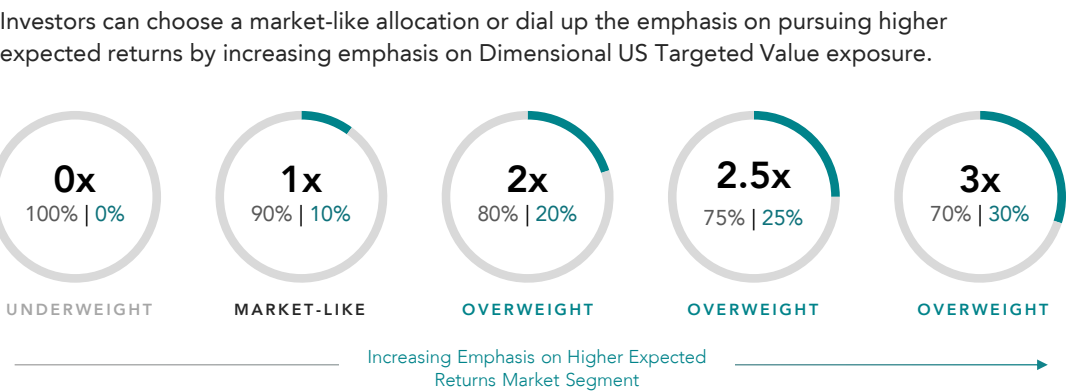 Investors can choose a market-like allocation or dial up the emphasis on pursuing higher
expected returns by increasing emphasis on Dimensional US Targeted Value exposure.
0x
100% | 0%
UNDERWEIGHT
1x
90% | 10%
MARKET-LIKE
2x
80% | 20%
OVERWEIGHT
2.5x
75% | 25%
OVERWEIGHT
3x
70% | 30%
OVERWEIGHT
Increasing Emphasis on Higher Expected
Returns Market Segment